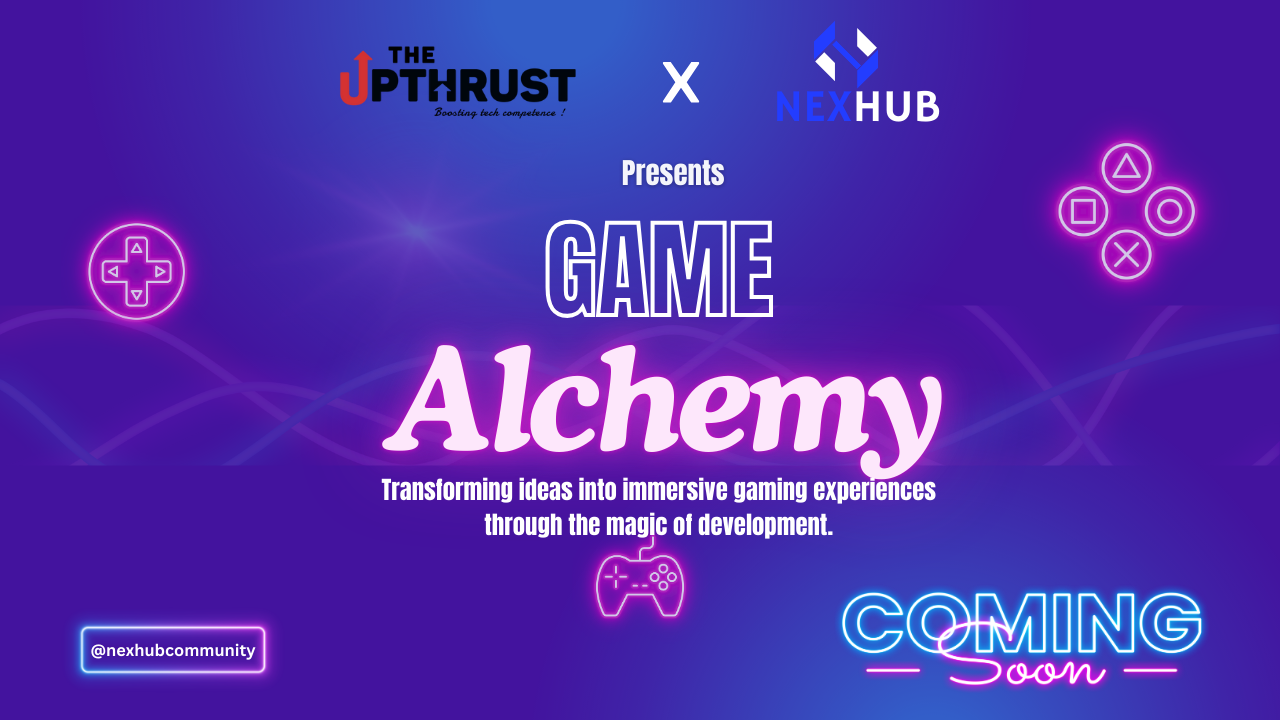 THE
UPTHRUST
Boosting tech competence !
X
NEXHUB
Presents
GAME
Alchemy
Transforming ideas into immersive gaming experiences
through the magic of development.
@nexhubcommunity
COMING
Soon